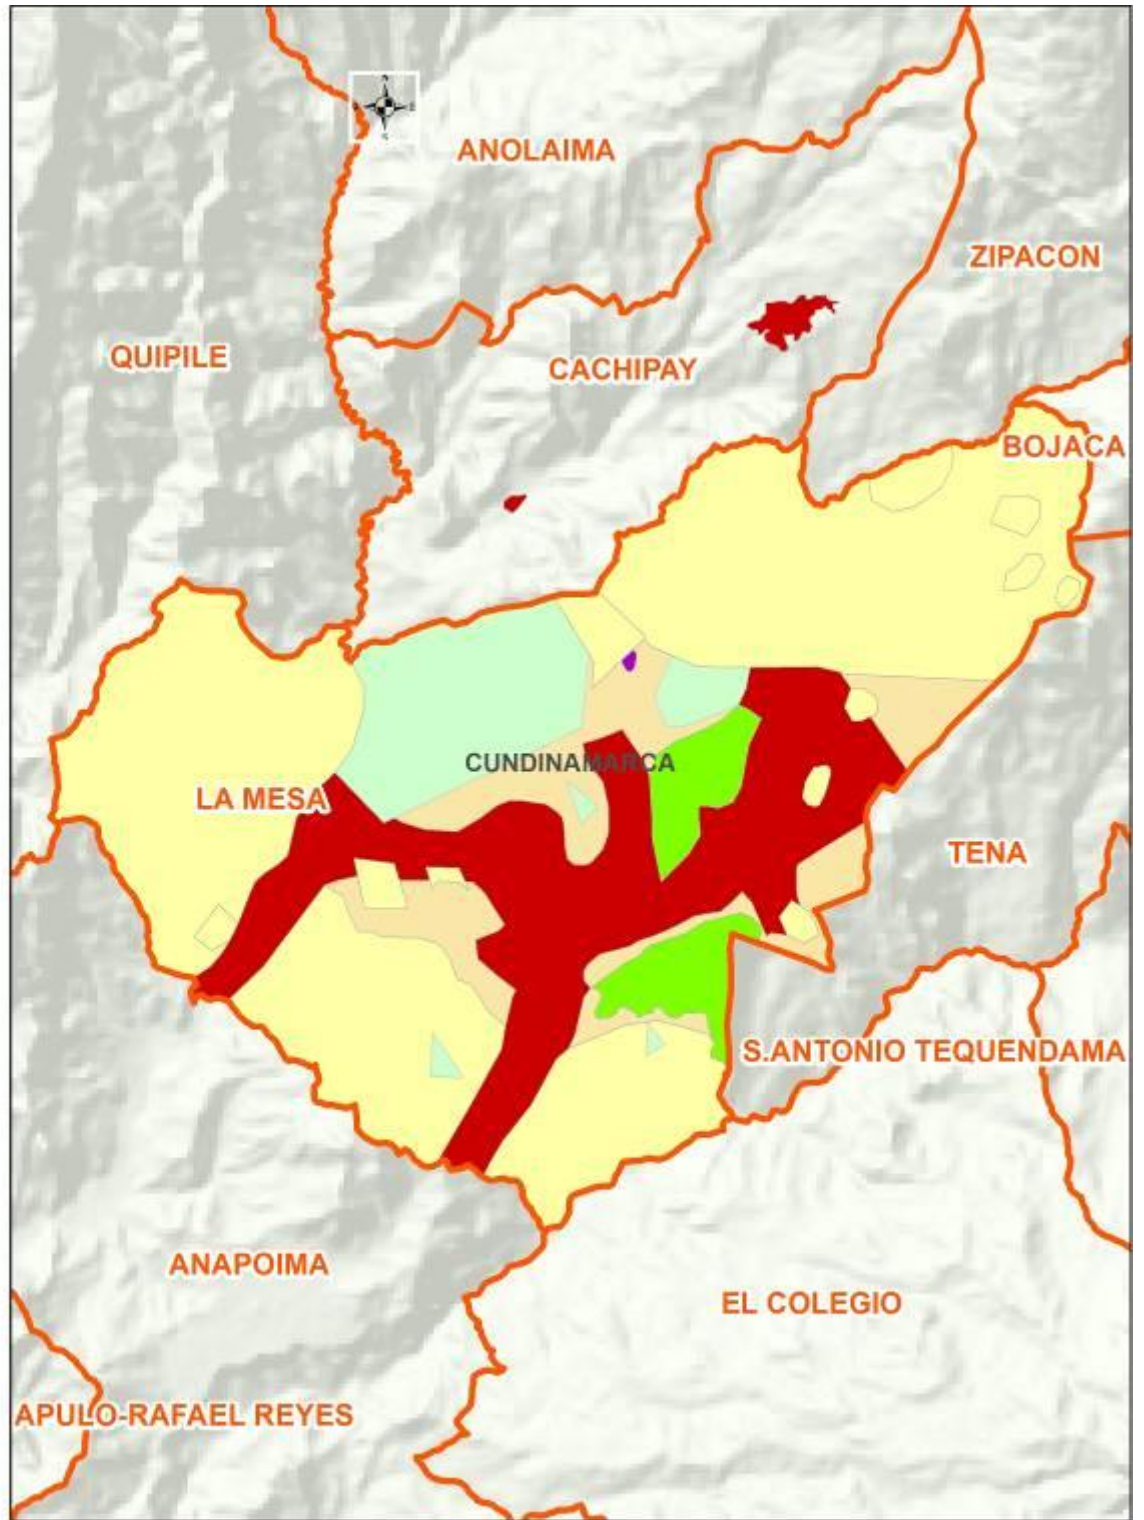 ANOLAIMA
ZIPACON
QUIPILE
CACHIPAY
BOJACA
CUNDINAMARCA
LA MESA
TENA
S.ANTONIO TEQUENDAMA
ANAPOIMA
EL COLEGIO
APULO-RAFAEL REYES